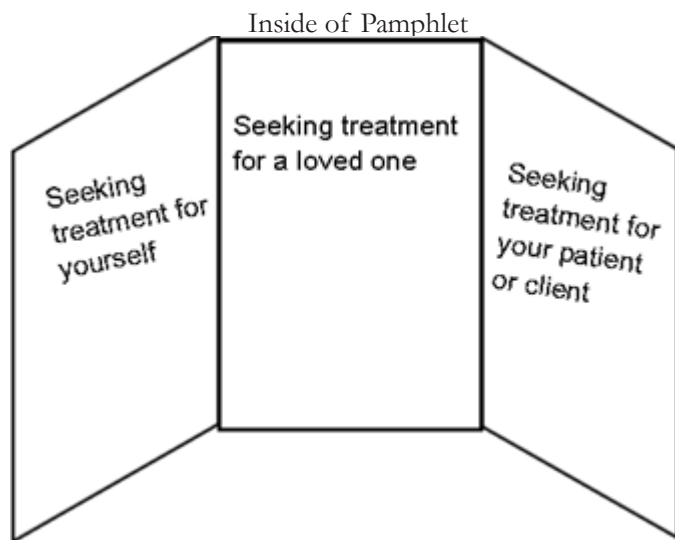 Inside of Pamphlet
Seeking
treatment for
yourself
Seeking treatment
for a loved one
Seeking
treatment for
your patient
or client